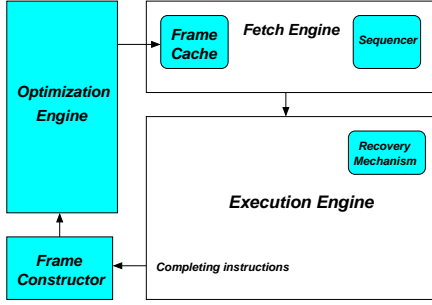 Frame
Cache
Fetch Engine
Sequencer
Optimization
Engine
Recovery
Mechanism
Execution Engine
Frame
Constructor
Completing instructions